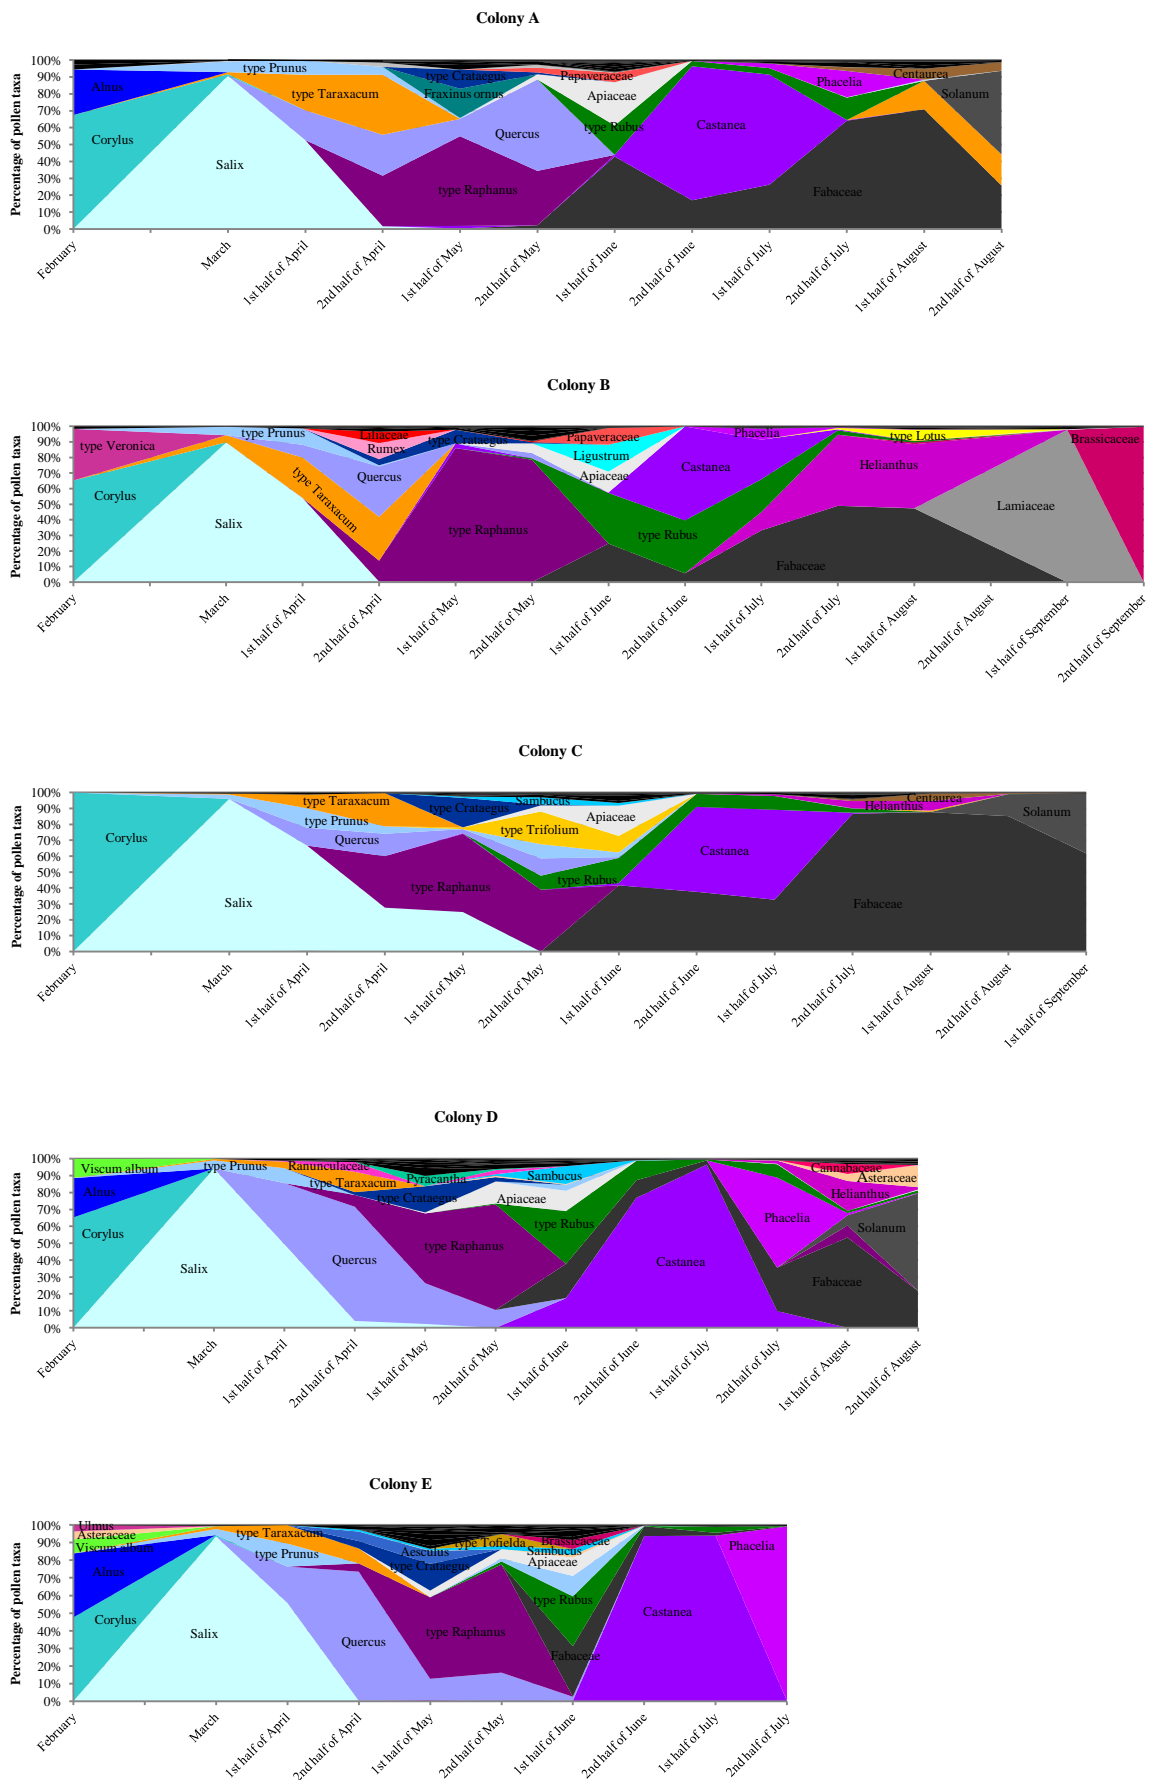 Colony A
Percentage of pollen taxa
100%
90%
80%
70%
60%
50%
40%
30%
20%
10%
0%
Alnus
Corylus
type Prunus
type Taraxacum
Salix
type Crataegus
Fraxinus ornus
Quercus
type Raphanus
Papaveraceae
Apiaceae
type Rubus
Castanea
Phacelia
Centaurea
Solanum
Fabaceae
February
March
1st half of April
2nd half of April
1st half of May
2nd half of May
1st half of June
2nd half of June
1st half of July
2nd half of July
1st half of August
2nd half of August
Colony B
Percentage of pollen taxa
100%
90%
80%
70%
60%
50%
40%
30%
20%
10%
0%
type Veronica
Corylus
type Prunus
Salix
type Taraxacum
Liliaceae
Rumex
Quercus
type Crataegus
type Raphanus
Papaveraceae
Ligustrum
Apiaceae
type Rubus
Castanea
Phacelia
Fabaceae
type Lotus
Helianthus
Lamiaceae
Brassicaceae
February
March
1st half of April
2nd half of April
1st half of May
2nd half of May
1st half of June
2nd half of June
1st half of July
2nd half of July
1st half of August
2nd half of August
1st half of September
2nd half of September
Colony C
Percentage of pollen taxa
100%
90%
80%
70%
60%
50%
40%
30%
20%
10%
0%
Corylus
Salix
type Taraxacum
type Prunus
Quercus
type Raphanus
type Crataegus
Sambucus
Apiaceae
type Trifolium
type Rubus
Castanea
Centaurea
Helianthus
Fabaceae
Solanum
February
March
1st half of April
2nd half of April
1st half of May
2nd half of May
1st half of June
2nd half of June
1st half of July
2nd half of July
1st half of August
2nd half of August
1st half of September
Colony D
Percentage of pollen taxa
100%
90%
80%
70%
60%
50%
40%
30%
20%
10%
0%
Viscum album
Alnus
Corylus
type Prunus
Salix
Ranunculaceae
type Taraxacum
type Crataegus
Quercus
Pyracantha
type Raphanus
Sambucus
Apiaceae
type Rubus
Castanea
Phacelia
Cannabaceae
Asteraceae
Helianthus
Solanum
Fabaceae
February
March
1st half of April
2nd half of April
1st half of May
2nd half of May
1st half of June
2nd half of June
1st half of July
2nd half of July
1st half of August
2nd half of August
Colony E
Percentage of pollen taxa
100%
90%
80%
70%
60%
50%
40%
30%
20%
10%
0%
Ulmus
Asteraceae
Viscum album
Alnus
Corylus
Salix
type Taraxacum
type Prunus
Quercus
Aesculus
type Crataegus
type Raphanus
type Tofielda
Brassicaceae
Sambucus
Apiaceae
type Rubus
Fabaceae
Castanea
Phacelia
February
March
1st half of April
2nd half of April
1st half of May
2nd half of May
1st half of June
2nd half of June
1st half of July
2nd half of July